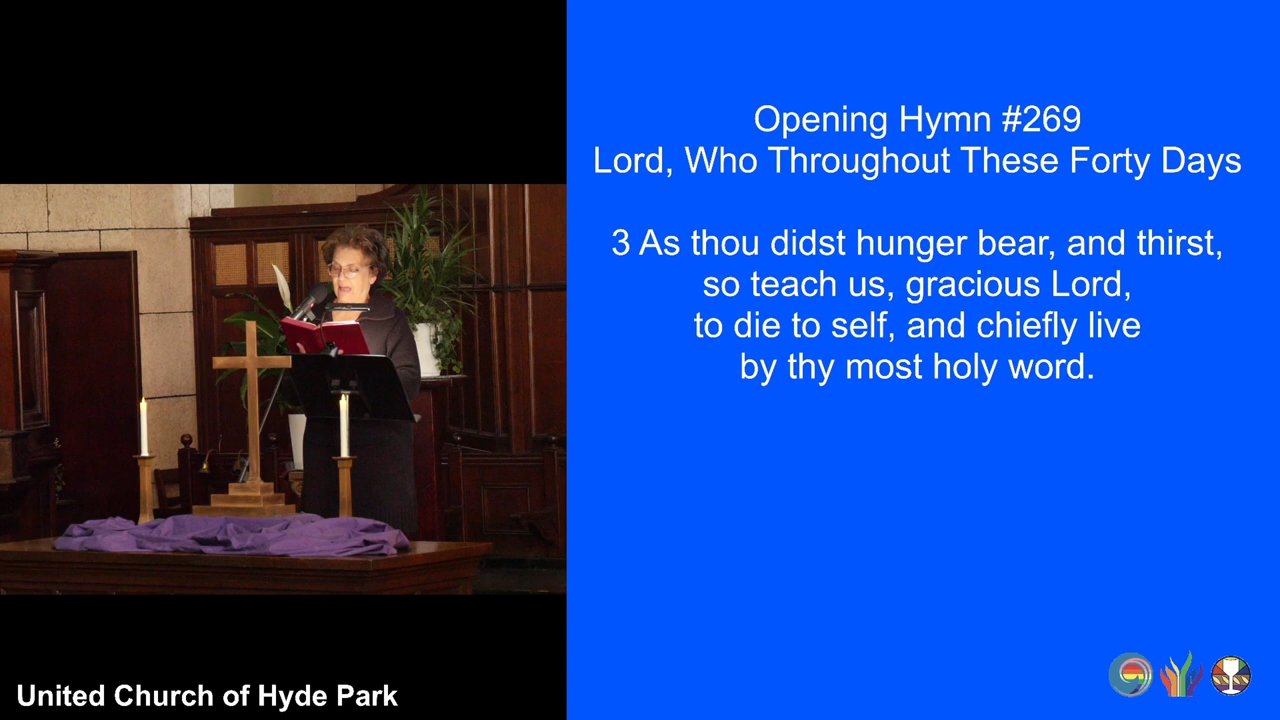 Opening Hymn #269
Lord, Who Throughout These Forty Days
3 As thou didst hunger bear, and thirst,
so teach us, gracious Lord,
to die to self, and chiefly live
by thy most holy word.
United Church of Hyde Park